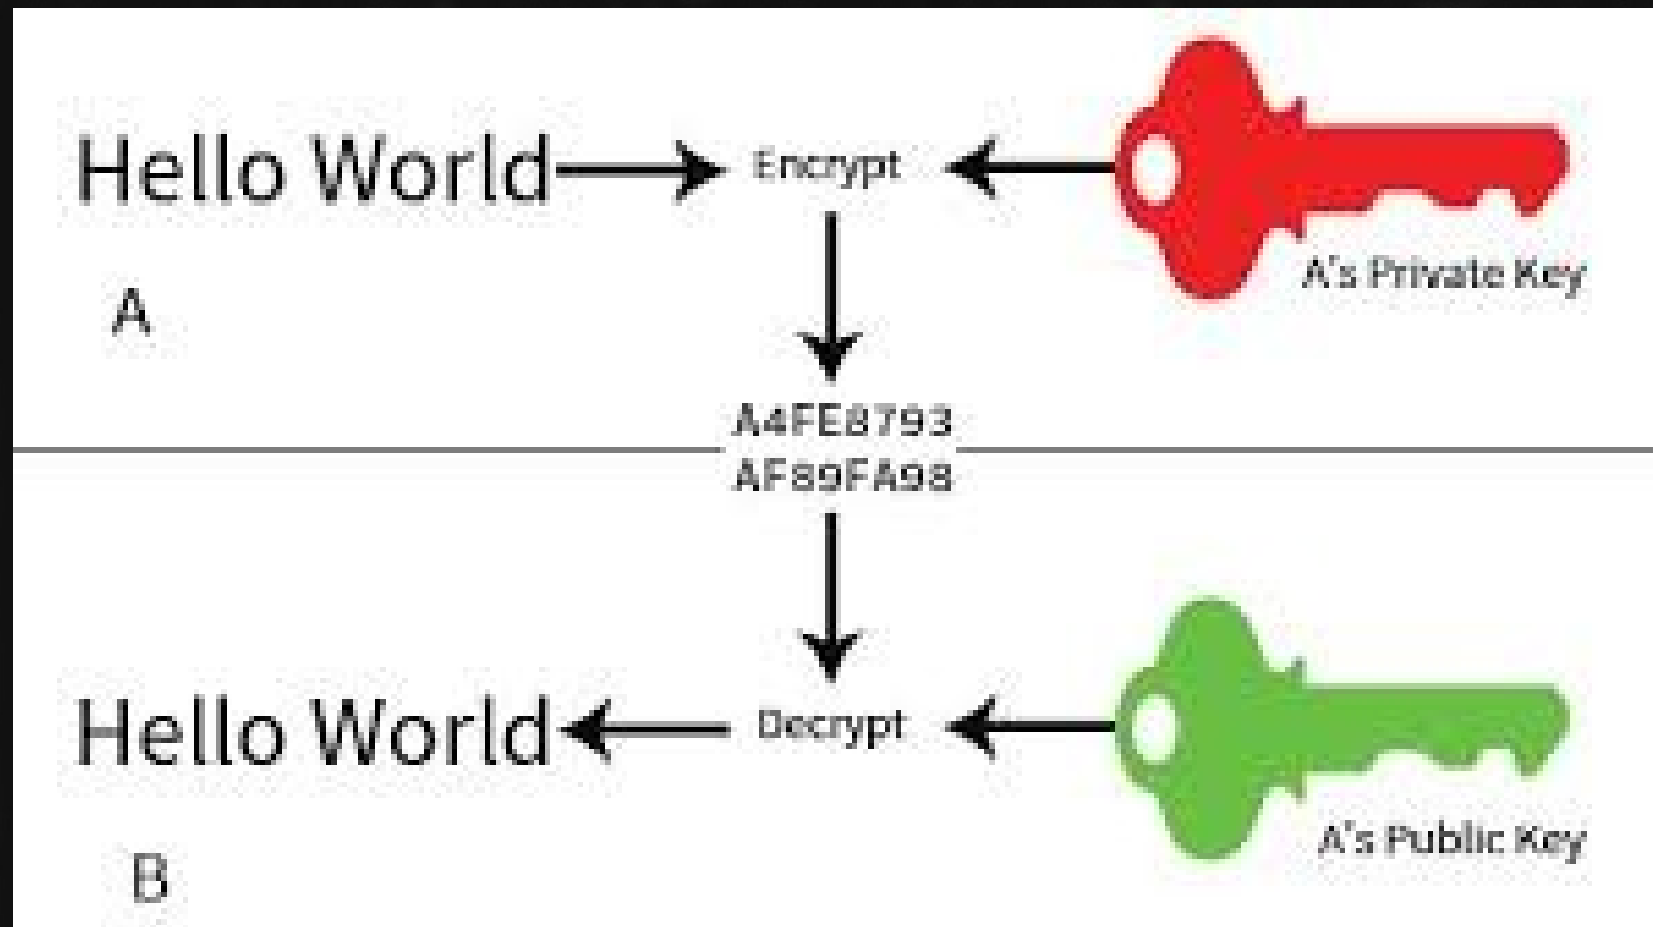 Hello World
Encrypt
A's Private Key
A
A4FE8793
AF89FA98
Hello World
Decrypt
A's Public Key
B